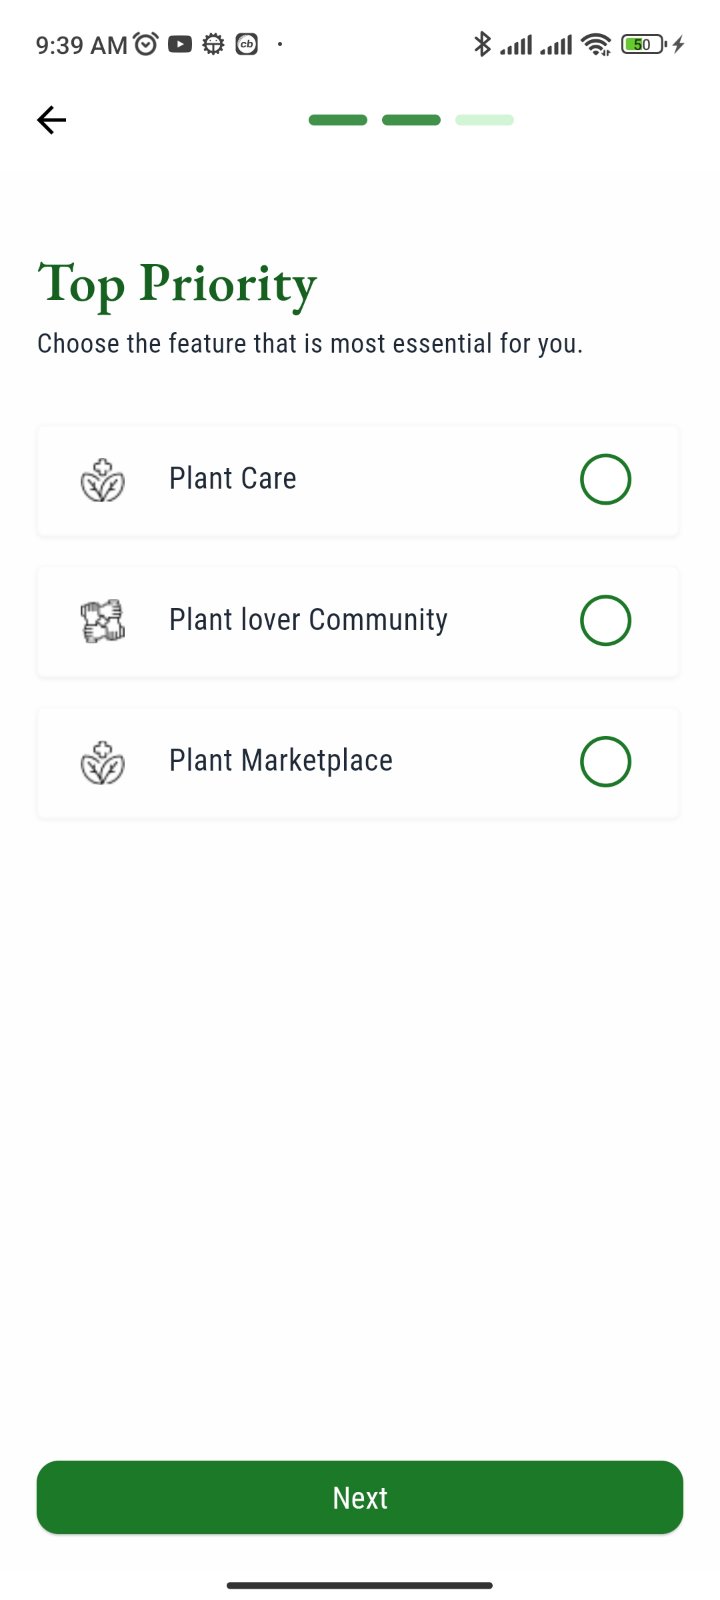 9:39 AM
cb
50
Top Priority
Choose the feature that is most essential for you.
Plant Care
Plant lover Community
Plant Marketplace
Next